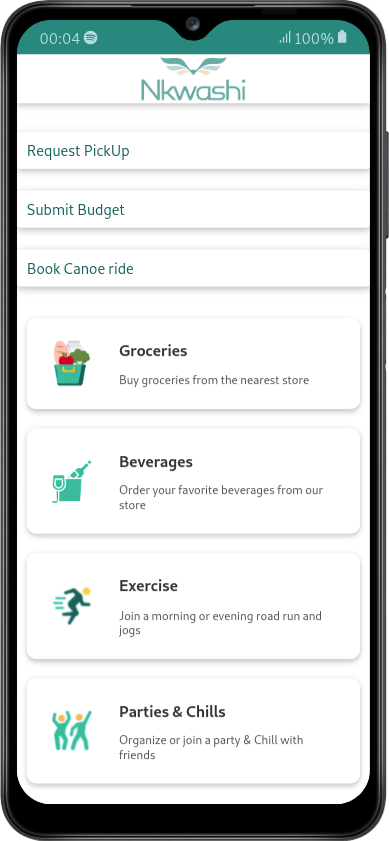 00:04 100%
Nkwashi
Request PickUp
Submit Budget
Book Canoe ride
Groceries
Buy groceries from the nearest store
Beverages
Order your favorite beverages from our
store
Exercise
Join a morning or evening road run and
jogs
Parties & Chills
Organize or join a party & Chill with
friends